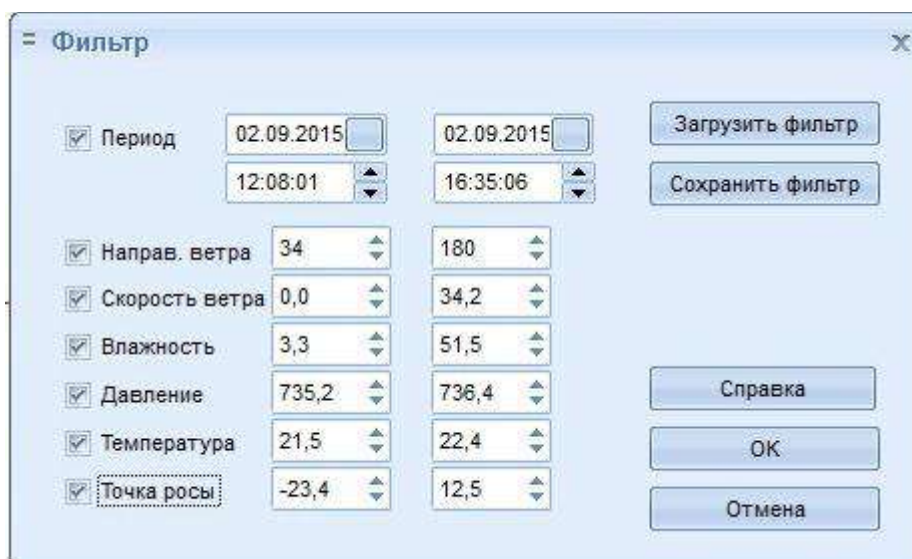 Фильтр
Период 02.09.2015 02.09.2015 Загрузить фильтр
12:08:01 16:35:06 Сохранить фильтр
Направ. ветра 34 180
Скорость ветра 0,0 34,2
Влажность 3,3 51,5
Давление 735,2 736,4 Справка
Температура 21,5 22,4 OK
Точка росы -23,4 12,5 Отмена